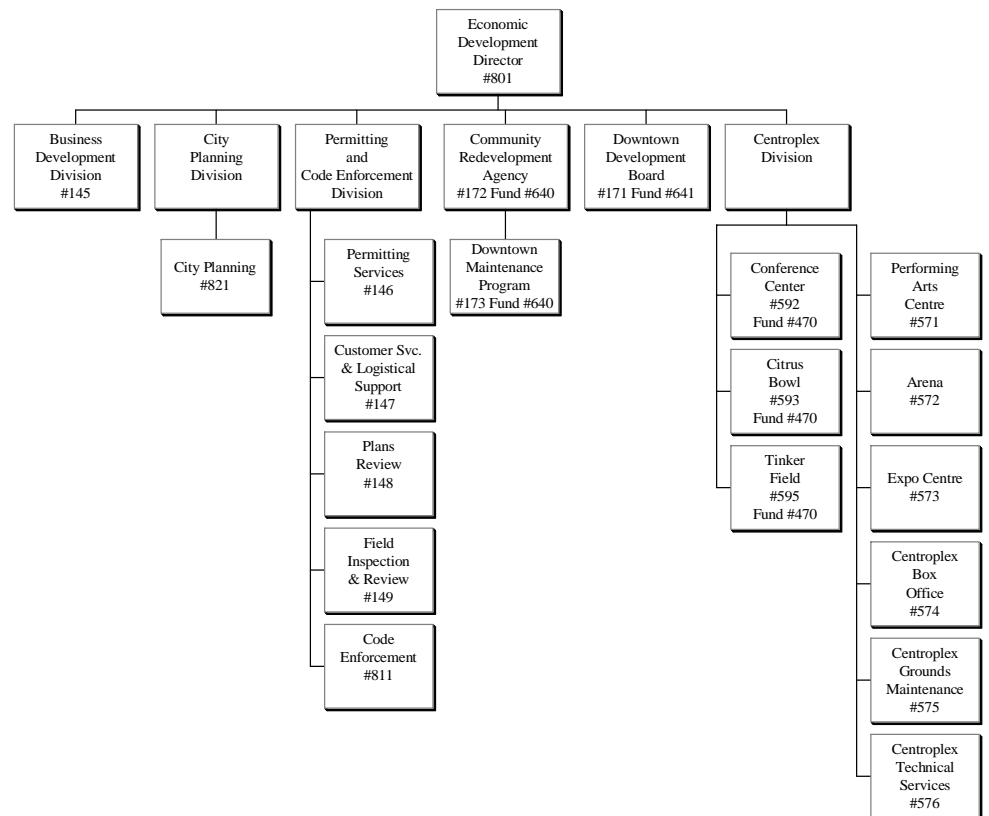 Economic
Development
Director
#801
Business
Development
Division
#145
City
Planning
Division
Permitting
and
Code Enforcement
Division
Community
Redevelopment
Agency
#172 Fund #640
Downtown
Development
Board
#171 Fund #641
Centroplex
Division
City Planning
#821
Permitting
Services
#146
Customer Svc.
& Logistical
Support
#147
Plans
Review
#148
Field
Inspection
& Review
#149
Code
Enforcement
#811
Downtown
Maintenance
Program
#173 Fund #640
Conference
Center
#592
Fund #470
Citrus
Bowl
#593
Fund #470
Tinker
Field
#595
Fund #470
Performing
Arts
Centre
#571
Arena
#572
Expo Centre
#573
Centroplex
Box
Office
#574
Centroplex
Grounds
Maintenance
#575
Centroplex
Technical
Services
#576